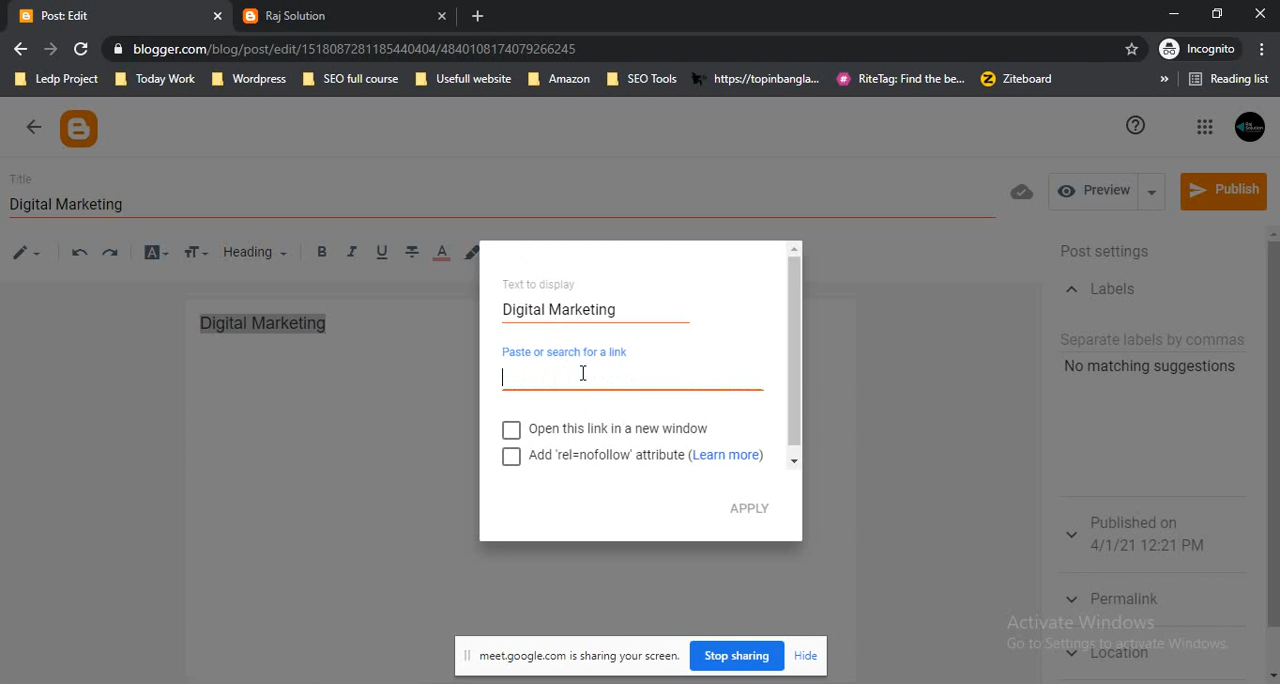 Post: Edit
Raj Solution
blogger.com/blog/post/edit/1518087281185440404/4840108174079266245
Incognito
Ledp Project
Today Work
Wordpress
SEO full course
Usefull website
Amazon
SEO Tools
https://topinbangla...
RiteTag: Find the be...
Ziteboard
»
Reading list
Title
Digital Marketing
Preview
Publish
Heading
B
I
U
A
Digital Marketing
Text to display
Digital Marketing
Paste or search for a link
Open this link in a new window
Add 'rel=nofollow' attribute (Learn more)
APPLY
Post settings
Labels
Separate labels by commas
No matching suggestions
Published on
4/1/21 12:21 PM
Permalink
Location
Activate Windows
Go to Settings to activate Windows.
meet.google.com is sharing your screen.
Stop sharing
Hide